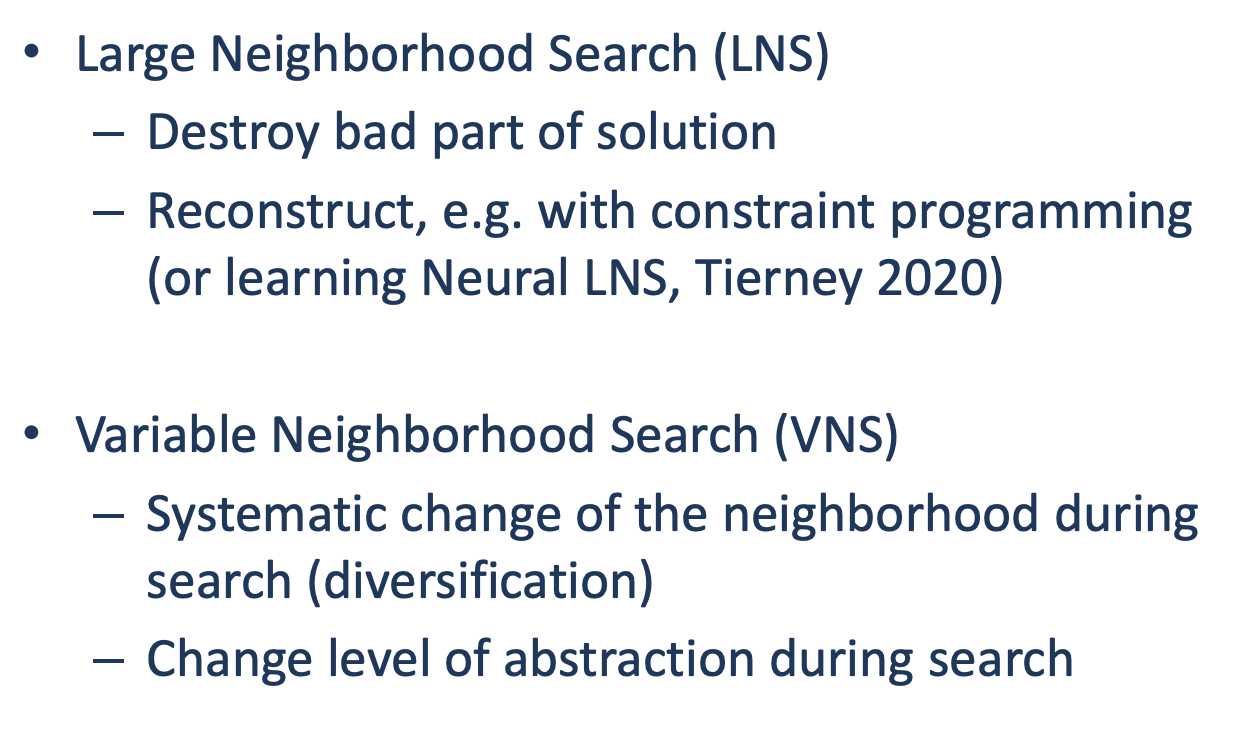 • Large Neighborhood Search (LNS)
– Destroy bad part of solution
– Reconstruct, e.g. with constraint programming
(or learning Neural LNS, Tierney 2020)
• Variable Neighborhood Search (VNS)
– Systematic change of the neighborhood during
search (diversification)
– Change level of abstraction during search